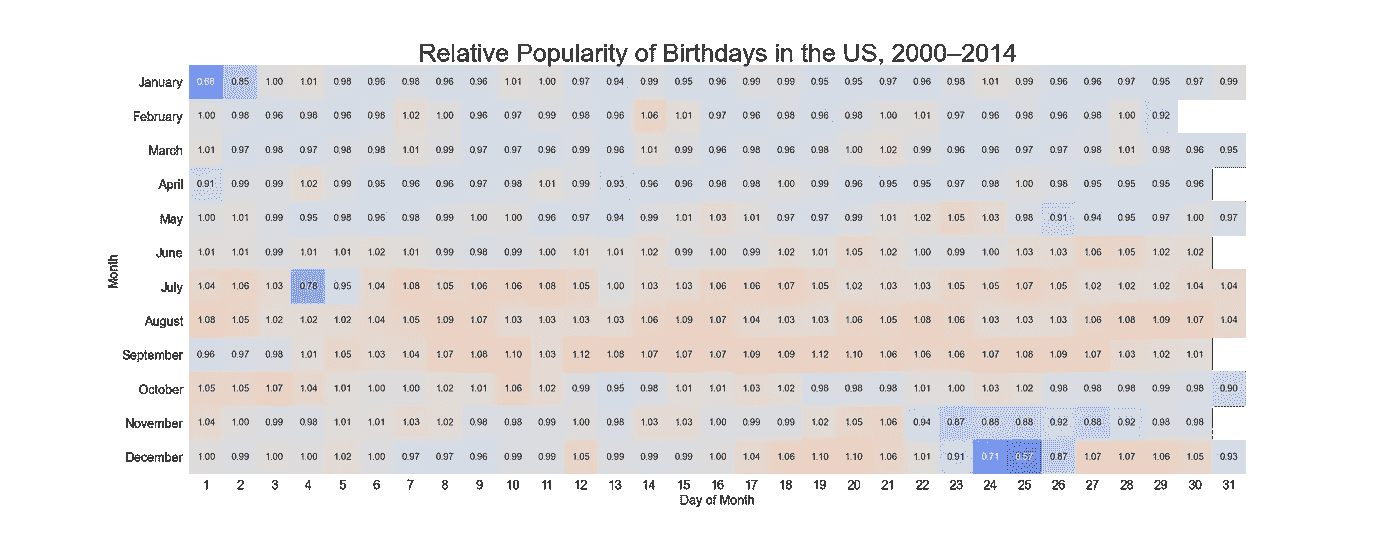 Relative Popularity of Birthdays in the US, 2000–2014
January 0.68 0.85 1.00 1.01 0.98 0.96 0.98 0.96 0.96 1.01 1.00 0.97 0.94 0.99 0.95 0.96 0.99 0.99 0.95 0.95 0.97 0.96 0.98 1.01 0.99 0.96 0.96 0.97 0.95 0.97 0.99
February 1.00 0.98 0.96 0.98 0.96 0.98 1.02 1.00 0.96 0.97 0.99 0.98 0.96 1.06 1.01 0.97 0.96 0.98 0.96 0.98 1.00 1.01 0.97 0.96 0.98 0.96 0.98 1.00 0.92
March 1.01 0.97 0.98 0.97 0.98 0.98 1.01 0.99 0.97 0.97 0.96 0.99 0.96 1.01 0.99 0.96 0.98 0.96 0.98 1.00 1.02 0.99 0.96 0.96 0.97 0.97 0.98 1.01 0.98 0.96 0.95
April 0.91 0.99 0.99 1.02 0.99 0.95 0.96 0.96 0.97 0.98 1.01 0.99 0.93 0.96 0.96 0.98 0.98 1.00 0.99 0.96 0.95 0.95 0.97 0.98 1.00 0.98 0.95 0.95 0.95 0.96
May 1.00 1.01 0.99 0.95 0.98 0.96 0.98 0.99 1.00 1.00 0.96 0.97 0.94 0.99 1.01 1.03 1.01 0.97 0.97 0.99 1.01 1.02 1.05 1.03 0.98 0.91 0.94 0.95 0.97 1.00 0.97
June 1.01 1.01 0.99 1.01 1.01 1.02 1.01 0.99 0.98 0.99 1.00 1.01 1.01 1.02 0.99 1.00 0.99 1.02 1.01 1.05 1.02 1.00 0.99 1.00 1.03 1.03 1.06 1.05 1.02 1.02
Month
July 1.04 1.06 1.03 0.78 0.95 1.04 1.08 1.05 1.06 1.06 1.08 1.05 1.00 1.03 1.03 1.06 1.06 1.07 1.05 1.02 1.03 1.03 1.05 1.05 1.07 1.05 1.02 1.02 1.02 1.04 1.04
August 1.08 1.05 1.02 1.02 1.02 1.04 1.05 1.09 1.07 1.03 1.03 1.03 1.03 1.06 1.09 1.07 1.04 1.03 1.03 1.06 1.05 1.08 1.06 1.03 1.03 1.03 1.06 1.08 1.09 1.07 1.04
September 0.96 0.97 0.98 1.01 1.05 1.03 1.04 1.07 1.08 1.10 1.03 1.12 1.08 1.07 1.07 1.07 1.09 1.09 1.12 1.10 1.06 1.06 1.06 1.07 1.08 1.09 1.07 1.03 1.02 1.01
October 1.05 1.05 1.07 1.04 1.01 1.00 1.00 1.02 1.01 1.06 1.02 0.99 0.95 0.98 1.01 1.01 1.03 1.02 0.98 0.98 0.98 1.01 1.00 1.03 1.02 0.98 0.98 0.98 0.99 0.98 0.90
November 1.04 1.00 0.99 0.98 1.01 1.01 1.03 1.02 0.98 0.98 0.99 1.00 0.98 1.03 1.03 1.00 0.99 0.99 1.02 1.05 1.06 0.94 0.87 0.88 0.88 0.92 0.88 0.92 0.98 0.98
December 1.00 0.99 1.00 1.00 1.02 1.00 0.97 0.97 0.96 0.99 0.99 1.05 0.99 0.99 0.99 1.00 1.04 1.06 1.10 1.10 1.06 1.01 0.91 0.71 0.57 0.87 1.07 1.07 1.06 1.05 0.93
1 2 3 4 5 6 7 8 9 10 11 12 13 14 15 16 17 18 19 20 21 22 23 24 25 26 27 28 29 30 31
Day of Month